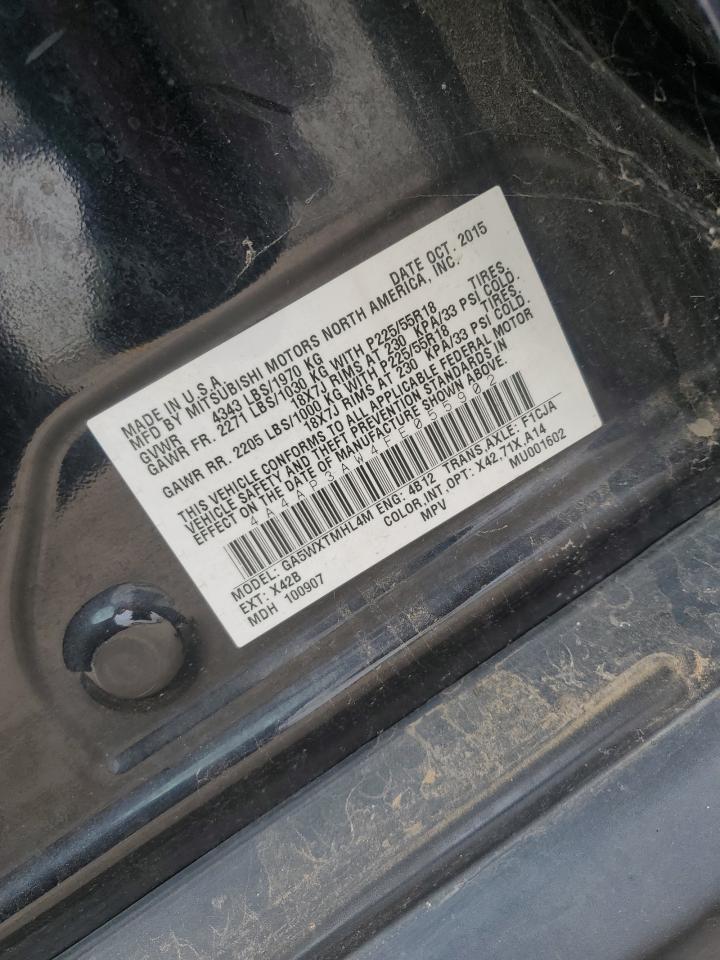 MADE IN U.S.A. DATE OCT. 2015
MFD BY MITSUBISHI MOTORS NORTH AMERICA, INC.
GVWR 4343 LBS/1970 KG
GAWR FR. 2271 LBS/1030 KG WITH P225/55R18 TIRES,
18X7J RIMS AT 230 KPA/33 PSI COLD.
GAWR RR. 2205 LBS/1000 KG WITH P225/55R18 TIRES,
18X7J RIMS AT 230 KPA/33 PSI COLD.
THIS VEHICLE CONFORMS TO ALL APPLICABLE FEDERAL MOTOR
VEHICLE SAFETY AND THEFT PREVENTION STANDARDS IN
EFFECT ON THE DATE OF MANUFACTURE SHOWN ABOVE.
4A4AP3AW4FE055902
MODEL: GA5WXTMHL4M ENG: 4B12 TRANS,AXLE: F1CJA
EXT: X42B COLOR,INT,OPT: X42,71X,A14
MDH 100907 MPV MU001602